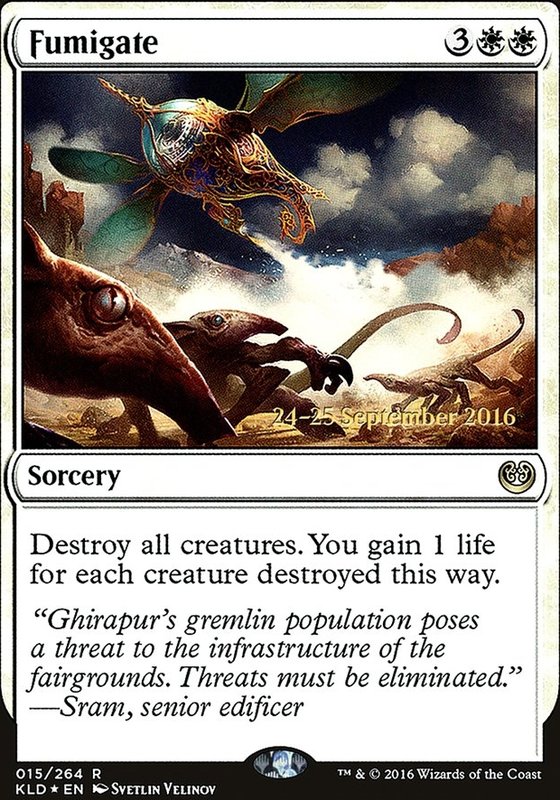 Fumigate 3
24–25 September 2016
Sorcery
Destroy all creatures. You gain 1 life
for each creature destroyed this way.
“Ghirapur’s gremlin population poses
a threat to the infrastructure of the
fairgrounds. Threats must be eliminated.”
—Sram, senior edificer
015/264 R
KLD ★ EN Svetlin Velinov
™ & © 2016 Wizards of the Coast